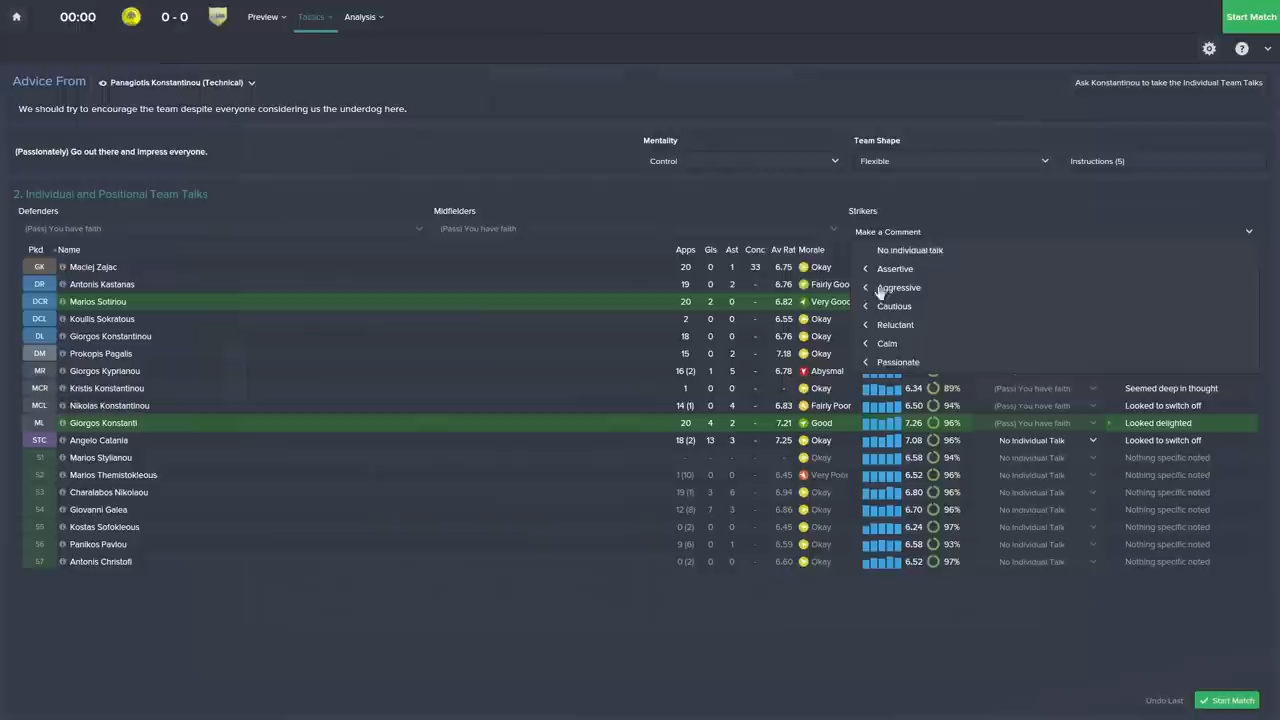 00:00 0 - 0 Preview Tactics Analysis Start Match
Advice From Panagiotis Konstantinou (Technical) Ask Konstantinou to take the Individual Team Talks
We should try to encourage the team despite everyone considering us the underdog here.
Mentality Team Shape
(Passionately) Go out there and impress everyone. Control Flexible Instructions (5)
2. Individual and Positional Team Talks
Defenders Midfielders Strikers
(Pass) You have faith (Pass) You have faith Make a Comment
Pkd Name Apps Gls Ast Conc Av Rat Morale No individual talk
GK Maciej Zajac 20 0 1 33 6.75 Okay Assertive
DR Antonis Kastanas 19 0 2 - 6.76 Fairly Goo Aggressive
DCR Marios Sotiriou 20 2 0 - 6.82 Very Good Cautious
DCL Koullis Sokratous 2 0 0 - 6.55 Okay Reluctant
DL Giorgos Konstantinou 18 0 0 - 6.76 Okay Calm
DM Prokopis Pagalis 15 0 2 - 7.18 Okay Passionate
MR Giorgos Kyprianou 16 (2) 1 5 - 6.78 Abysmal
MCR Kristis Konstantinou 1 0 0 - - Okay 6.34 89% (Pass) You have faith Seemed deep in thought
MCL Nikolas Konstantinou 14 (1) 0 4 - 6.83 Fairly Poor 6.50 94% (Pass) You have faith Looked to switch off
ML Giorgos Konstanti 20 4 2 - 7.21 Good 7.26 96% (Pass) You have faith Looked delighted
STC Angelo Catania 18 (2) 13 3 - 7.25 Okay 7.08 96% No Individual Talk Looked to switch off
S1 Marios Stylianou - - - - - Okay 6.58 94% No Individual Talk Nothing specific noted
S2 Marios Themistokleous 1 (10) 0 0 - 6.45 Very Poor 6.52 96% No Individual Talk Nothing specific noted
S3 Charalabos Nikolaou 19 (1) 3 6 - 6.94 Okay 6.80 96% No Individual Talk Nothing specific noted
S4 Giovanni Galea 12 (8) 7 3 - 6.86 Okay 6.70 96% No Individual Talk Nothing specific noted
S5 Kostas Sofokleous 0 (2) 0 0 - 6.45 Okay 6.24 97% No Individual Talk Nothing specific noted
S6 Panikos Pavlou 9 (6) 0 1 - 6.59 Okay 6.58 93% No Individual Talk Nothing specific noted
S7 Antonis Christofi 0 (2) 0 0 - 6.60 Okay 6.52 97% No Individual Talk Nothing specific noted
Undo Last Start Match